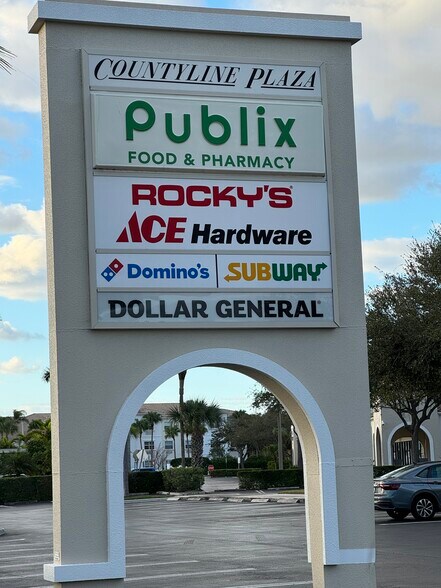 COUNTYLINE PLAZA
Publix
FOOD & PHARMACY
ROCKY'S
ACE Hardware
Domino's SUBWAY
DOLLAR GENERAL